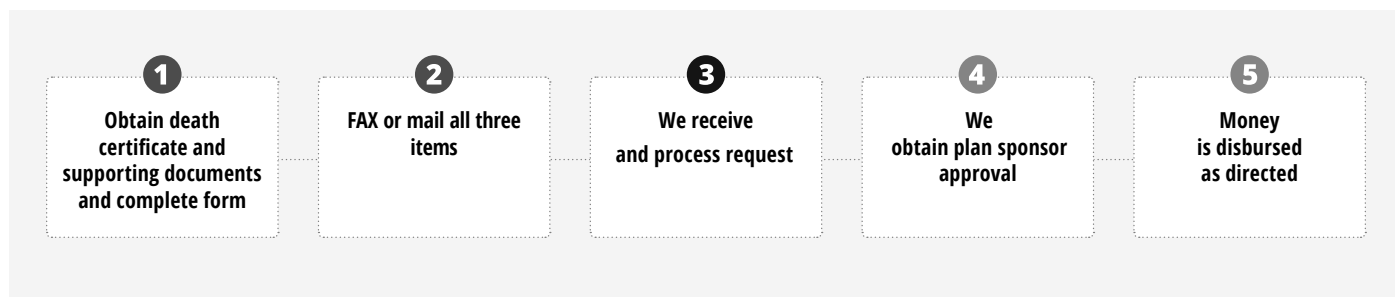 1
Obtain death
certificate and
supporting documents
and complete form
2
FAX or mail all three
items
3
We receive
and process request
4
We
obtain plan sponsor
approval
5
Money
is disbursed
as directed